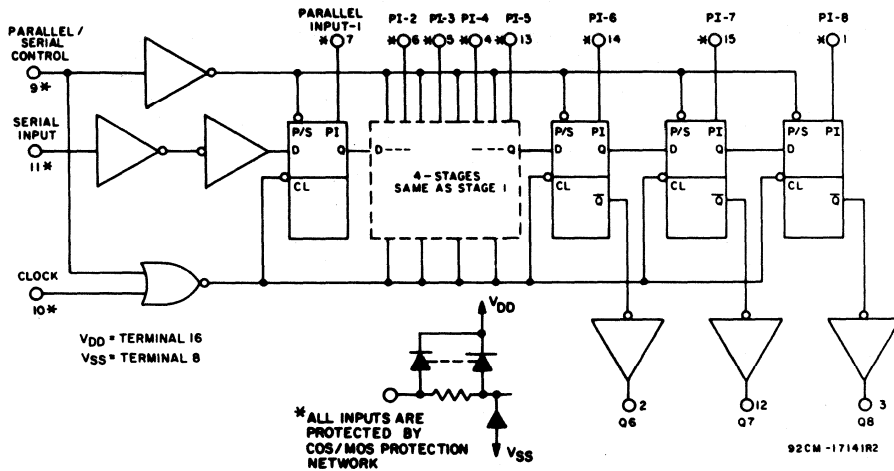 PARALLEL INPUT-1
PI-2
PI-3
PI-4
PI-5
PI-6
PI-7
PI-8
*7
*6
*5
*4
*13
*14
*15
*1
PARALLEL /
SERIAL
CONTROL
9*
SERIAL
INPUT
11*
P/S PI
D Q
CL
D ---- ---- Q
4-STAGES
SAME AS STAGE 1
P/S PI
D Q
CL
Q̅
P/S PI
D Q
CL
Q̅
P/S PI
D
CL
Q̅
CLOCK
10*
VDD = TERMINAL 16
VSS = TERMINAL 8
VDD
VSS
*ALL INPUTS ARE
PROTECTED BY
COS/MOS PROTECTION
NETWORK
2
Q6
12
Q7
3
Q8
92CM-17141R2